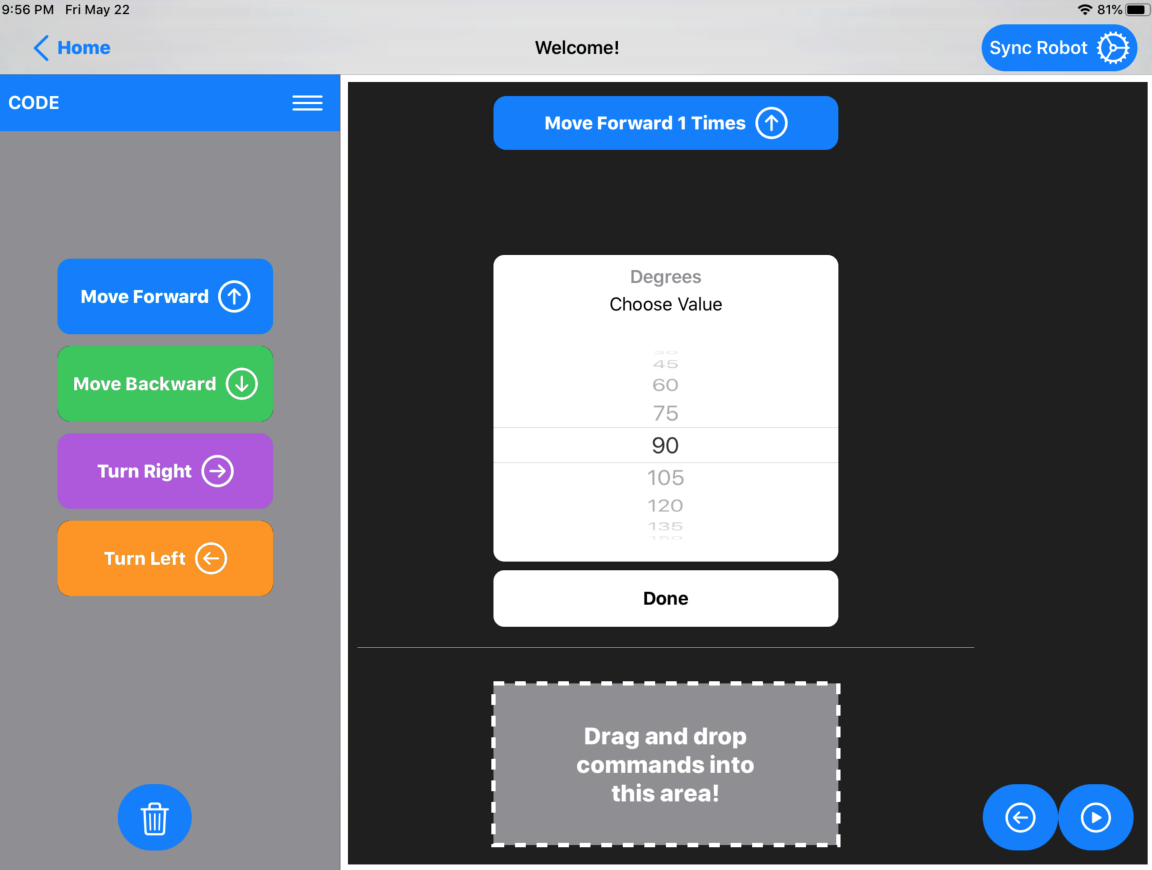 9:56 PM Fri May 22
81%
Home
Welcome!
Sync Robot
CODE
Move Forward
Move Backward
Turn Right
Turn Left
Move Forward 1 Times
Degrees
Choose Value
30
45
60
75
90
105
120
135
150
Done
Drag and drop
commands into
this area!